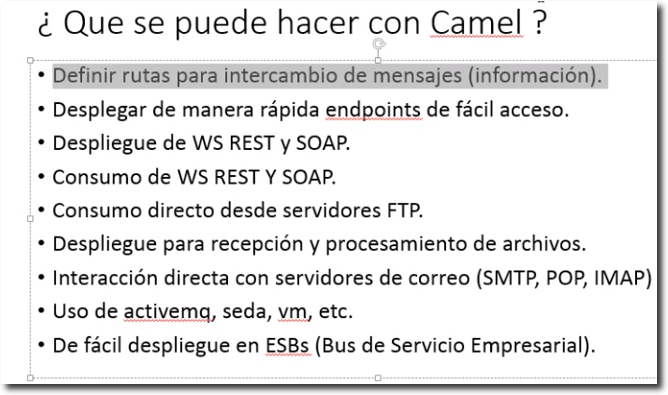 ¿ Que se puede hacer con Camel ?
• Definir rutas para intercambio de mensajes (información).
• Desplegar de manera rápida endpoints de fácil acceso.
• Despliegue de WS REST y SOAP.
• Consumo de WS REST Y SOAP.
• Consumo directo desde servidores FTP.
• Despliegue para recepción y procesamiento de archivos.
• Interacción directa con servidores de correo (SMTP, POP, IMAP)
• Uso de activemq, seda, vm, etc.
• De fácil despliegue en ESBs (Bus de Servicio Empresarial).